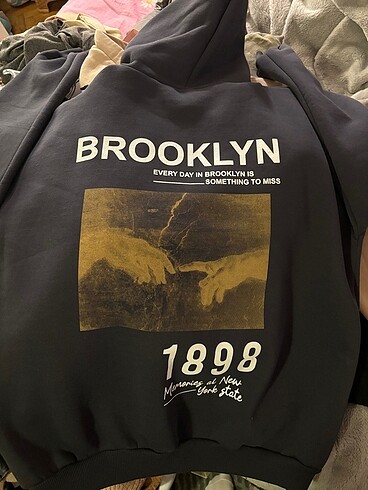 BROOKLYN
EVERY DAY IN BROOKLYN IS
SOMETHING TO MISS
1898
Memories at New
York state